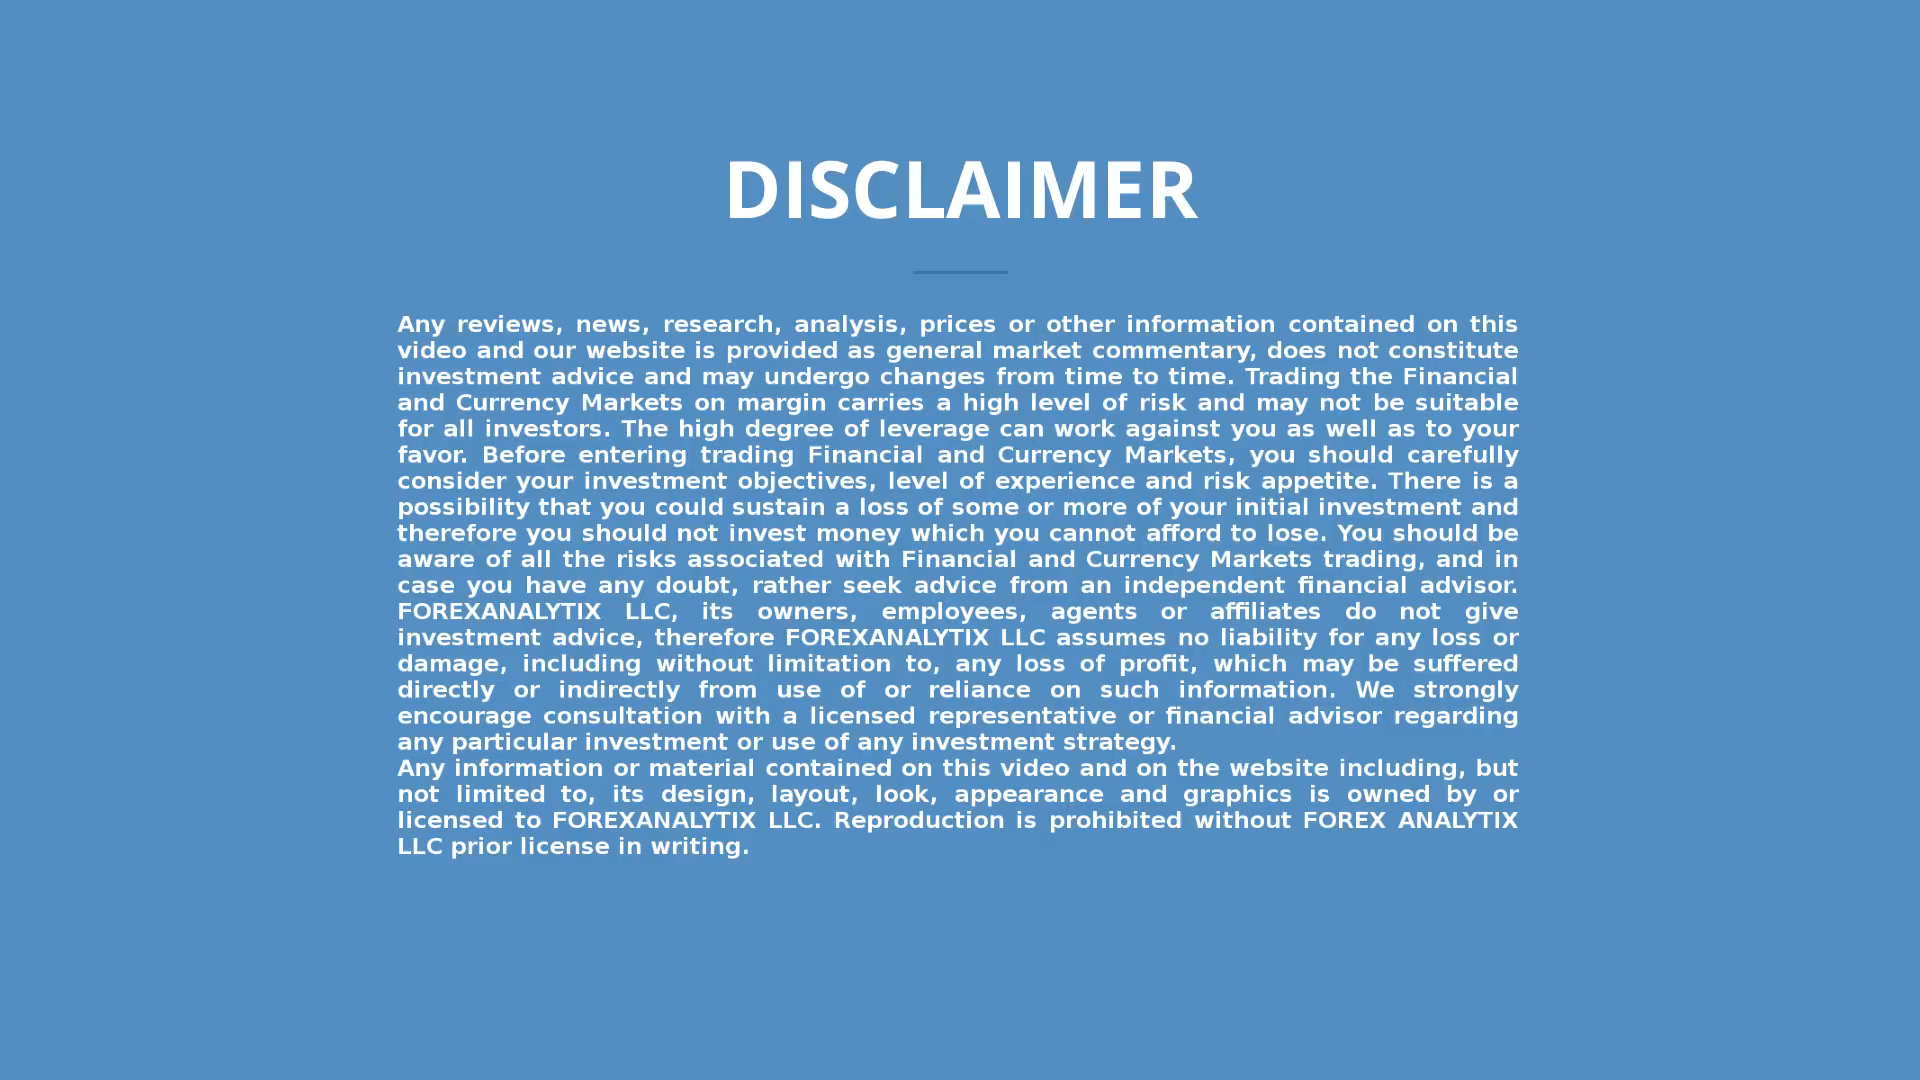 DISCLAIMER
Any reviews, news, research, analysis, prices or other information contained on this
video and our website is provided as general market commentary, does not constitute
investment advice and may undergo changes from time to time. Trading the Financial
and Currency Markets on margin carries a high level of risk and may not be suitable
for all investors. The high degree of leverage can work against you as well as to your
favor. Before entering trading Financial and Currency Markets, you should carefully
consider your investment objectives, level of experience and risk appetite. There is a
possibility that you could sustain a loss of some or more of your initial investment and
therefore you should not invest money which you cannot afford to lose. You should be
aware of all the risks associated with Financial and Currency Markets trading, and in
case you have any doubt, rather seek advice from an independent financial advisor.
FOREXANALYTIX LLC, its owners, employees, agents or affiliates do not give
investment advice, therefore FOREXANALYTIX LLC assumes no liability for any loss or
damage, including without limitation to, any loss of profit, which may be suffered
directly or indirectly from use of or reliance on such information. We strongly
encourage consultation with a licensed representative or financial advisor regarding
any particular investment or use of any investment strategy.
Any information or material contained on this video and on the website including, but
not limited to, its design, layout, look, appearance and graphics is owned by or
licensed to FOREXANALYTIX LLC. Reproduction is prohibited without FOREX ANALYTIX
LLC prior license in writing.